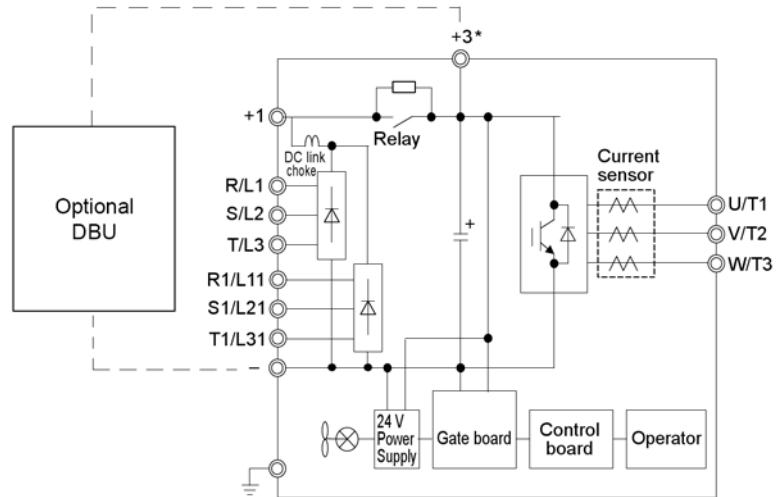 +3*
+1
Relay
DC link
choke
Current
sensor
Optional
DBU
R/L1
S/L2
T/L3
R1/L11
S1/L21
T1/L31
–
U/T1
V/T2
W/T3
+
24 V
Power
Supply
Gate board
Control
board
Operator